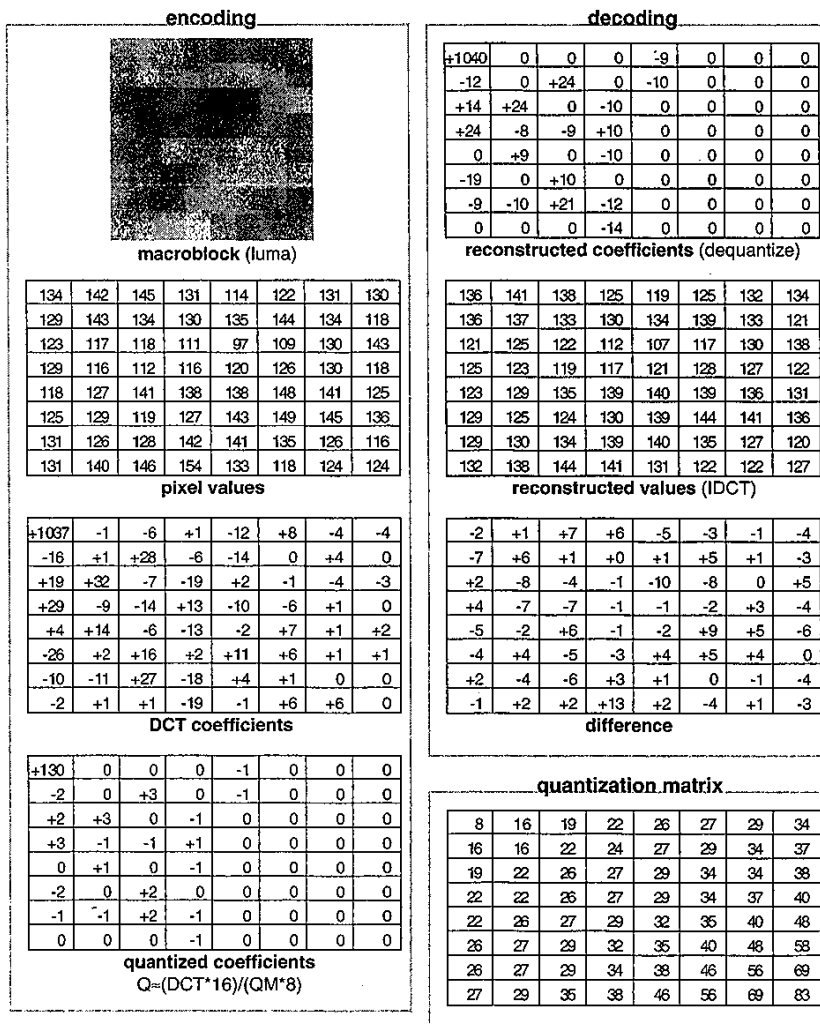 encoding
macroblock (luma)
134 142 145 131 114 122 131 130
129 143 134 130 135 144 134 118
123 117 118 111 97 109 130 143
129 116 112 116 120 126 130 118
118 127 141 138 138 148 141 125
125 129 119 127 143 149 145 136
131 126 128 142 141 135 126 116
131 140 146 154 133 118 124 124
pixel values
+1037 -1 -6 +1 -12 +8 -4 -4
-16 +1 +28 -6 -14 0 +4 0
+19 +32 -7 -19 +2 -1 -4 -3
+29 -9 -14 +13 -10 -6 +1 0
+4 +14 -6 -13 -2 +7 +1 +2
-26 +2 +16 +2 +11 +6 +1 +1
-10 -11 +27 -18 +4 +1 0 0
-2 +1 +1 -19 -1 +6 +6 0
DCT coefficients
+130 0 0 0 -1 0 0 0
-2 0 +3 0 -1 0 0 0
+2 +3 0 -1 0 0 0 0
+3 -1 -1 +1 0 0 0 0
0 +1 0 -1 0 0 0 0
-2 0 +2 0 0 0 0 0
-1 -1 +2 -1 0 0 0 0
0 0 0 -1 0 0 0 0
quantized coefficients
Q≈(DCT*16)/(QM*8)
decoding
+1040 0 0 0 -9 0 0 0
-12 0 +24 0 -10 0 0 0
+14 +24 0 -10 0 0 0 0
+24 -8 -9 +10 0 0 0 0
0 +9 0 -10 0 0 0 0
-19 0 +10 0 0 0 0 0
-9 -10 +21 -12 0 0 0 0
0 0 0 -14 0 0 0 0
reconstructed coefficients (dequantize)
136 141 138 125 119 125 132 134
136 137 133 130 134 139 133 121
121 125 122 112 107 117 130 138
125 123 119 117 121 128 127 122
123 129 135 139 140 139 136 131
129 125 124 130 139 144 141 136
129 130 134 139 140 135 127 120
132 138 144 141 131 122 122 127
reconstructed values (IDCT)
-2 +1 +7 +6 -5 -3 -1 -4
-7 +6 +1 +0 +1 +5 +1 -3
+2 -8 -4 -1 -10 -8 0 +5
+4 -7 -7 -1 -1 -2 +3 -4
-5 -2 +6 -1 -2 +9 +5 -6
-4 +4 -5 -3 +4 +5 +4 0
+2 -4 -6 +3 +1 0 -1 -4
-1 +2 +2 +13 +2 -4 +1 -3
difference
quantization matrix
8 16 19 22 26 27 29 34
16 16 22 24 27 29 34 37
19 22 26 27 29 34 34 38
22 22 26 27 29 34 37 40
22 26 27 29 32 35 40 48
26 27 29 32 35 40 48 58
26 27 29 34 38 46 56 69
27 29 35 38 46 56 69 83